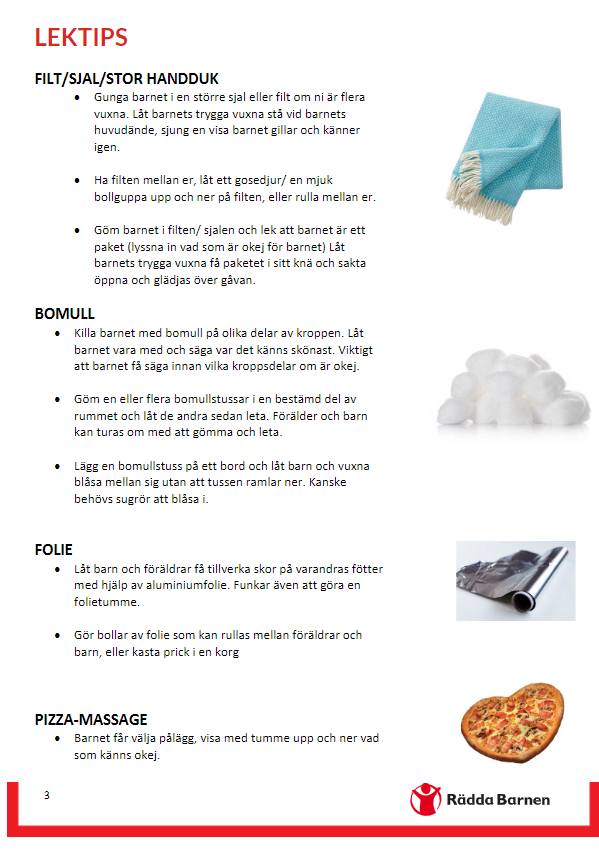 LEKTIPS
FILT/SJAL/STOR HANDDUK
• Gunga barnet i en större sjal eller filt om ni är flera
vuxna. Låt barnets trygga vuxna stå vid barnets
huvudände, sjung en visa barnet gillar och känner
igen.
• Ha filten mellan er, låt ett gosedjur/ en mjuk
bollguppa upp och ner på filten, eller rulla mellan er.
• Göm barnet i filten/ sjalen och lek att barnet är ett
paket (lyssna in vad som är okej för barnet) Låt
barnets trygga vuxna få paketet i sitt knä och sakta
öppna och glädjas över gåvan.
BOMULL
• Killa barnet med bomull på olika delar av kroppen. Låt
barnet vara med och säga var det känns skönast. Viktigt
att barnet få säga innan vilka kroppsdelar om är okej.
• Göm en eller flera bomullstussar i en bestämd del av
rummet och låt de andra sedan leta. Förälder och barn
kan turas om med att gömma och leta.
• Lägg en bomullstuss på ett bord och låt barn och vuxna
blåsa mellan sig utan att tussen ramlar ner. Kanske
behövs sugrör att blåsa i.
FOLIE
• Låt barn och föräldrar få tillverka skor på varandras fötter
med hjälp av aluminiumfolie. Funkar även att göra en
folietumme.
• Gör bollar av folie som kan rullas mellan föräldrar och
barn, eller kasta prick i en korg
PIZZA-MASSAGE
• Barnet får välja pålägg, visa med tumme upp och ner vad
som känns okej.
3
Rädda Barnen